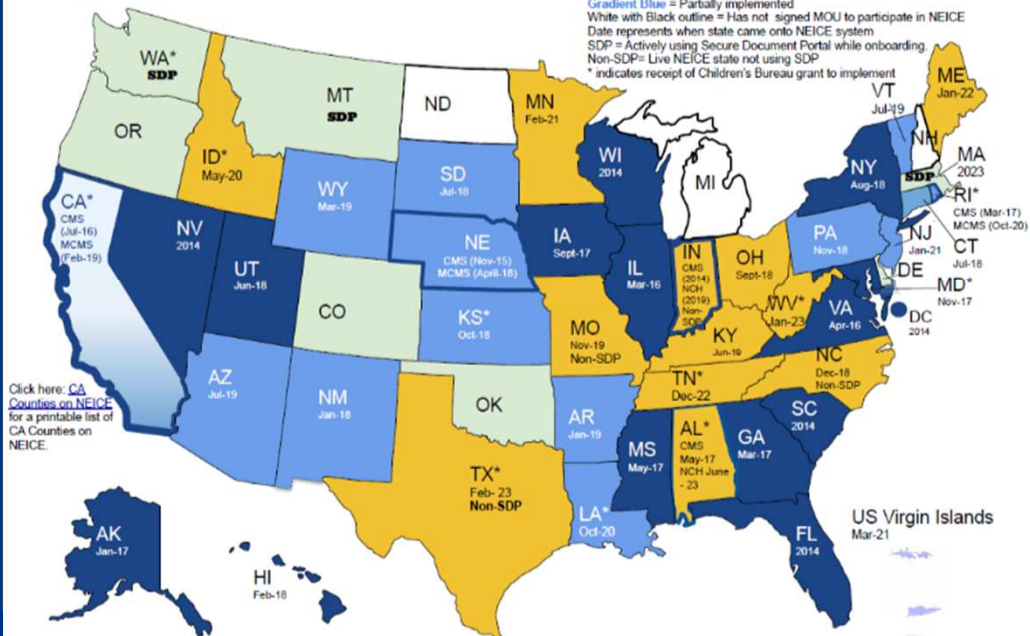 Gradient Blue = Partially implemented
White with Black outline = Has not signed MOU to participate in NEICE
Date represents when state came onto NEICE system
SDP = Actively using Secure Document Portal while onboarding.
Non-SDP= Live NEICE state not using SDP
* indicates receipt of Children's Bureau grant to implement
WA*
SDP
OR
CA*
CMS
(Jul-16)
MCMS
(Feb-19)
NV
2014
ID*
May-20
MT
SDP
WY
Mar-19
UT
Jun-18
AZ
Jul-19
CO
NM
Jan-18
ND
SD
Jul-18
NE
CMS (Nov-15)
MCMS (April-18)
KS*
Oct-18
OK
TX*
Feb- 23
Non-SDP
MN
Feb-21
IA
Sept-17
MO
Nov-19
Non-SDP
AR
Jan-19
LA*
Oct-20
WI
2014
IL
Mar-16
MI
IN
CMS
(2014)
NCH
(2019)
Non-
SDP
OH
Sept-18
KY
Jun-19
TN*
Dec-22
MS
May-17
AL*
CMS
May-17
NCH June
- 23
GA
Mar-17
FL
2014
SC
2014
NC
Dec-18
Non-SDP
VA
Apr-16
WV*
Jan-23
PA
Nov-18
NY
Aug-18
VT
Jul-19
NH
ME
Jan-22
SDP
MA
2023
RI*
CMS (Mar-17)
MCMS (Oct-20)
CT
Jul-18
NJ
Jan-21
DE
MD*
Nov-17
DC
2014
Click here: CA
Counties on NEICE
for a printable list of
CA Counties on
NEICE.
AK
Jan-17
HI
Feb-18
US Virgin Islands
Mar-21